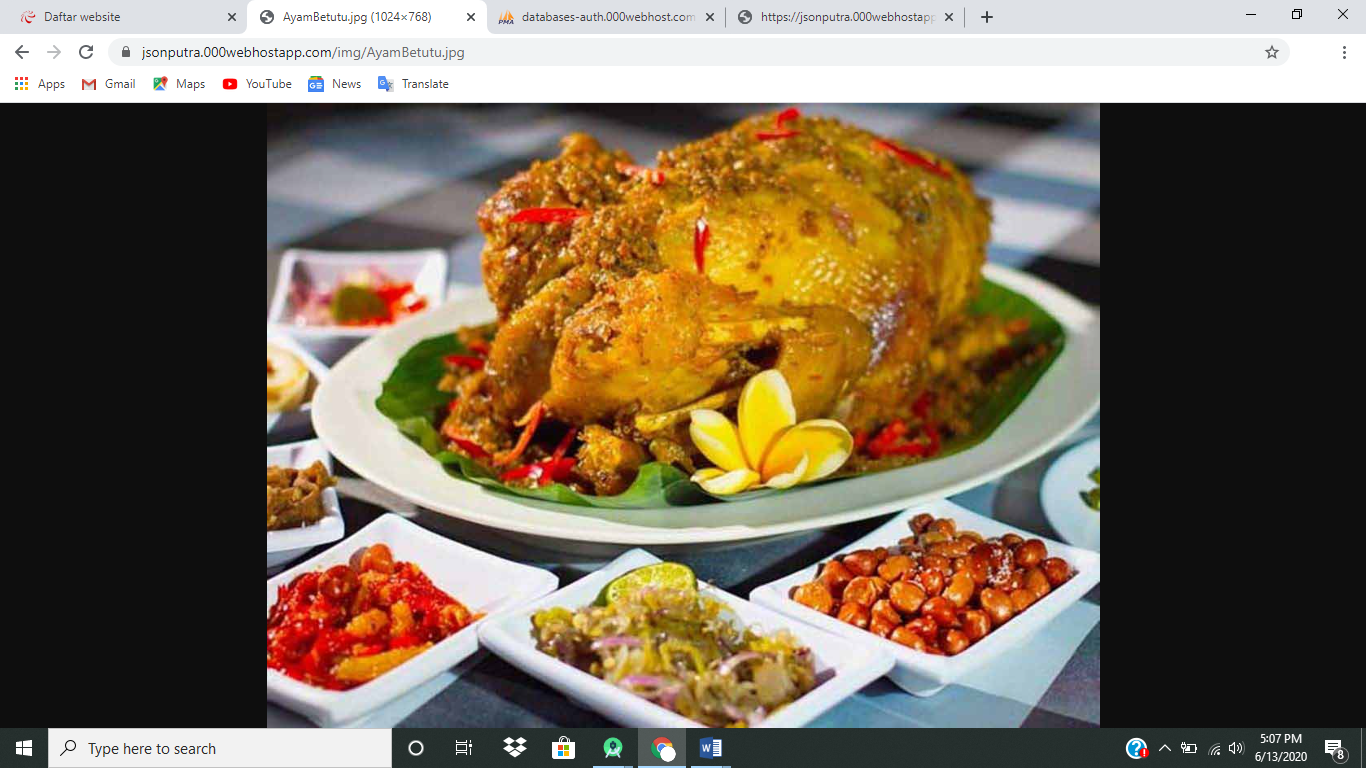 Daftar website
AyamBetutu.jpg (1024×768)
databases-auth.000webhost.com
https://jsonputra.000webhostapp
jsonputra.000webhostapp.com/img/AyamBetutu.jpg
Apps
Gmail
Maps
YouTube
News
Translate
Type here to search
5:07 PM
6/13/2020
8